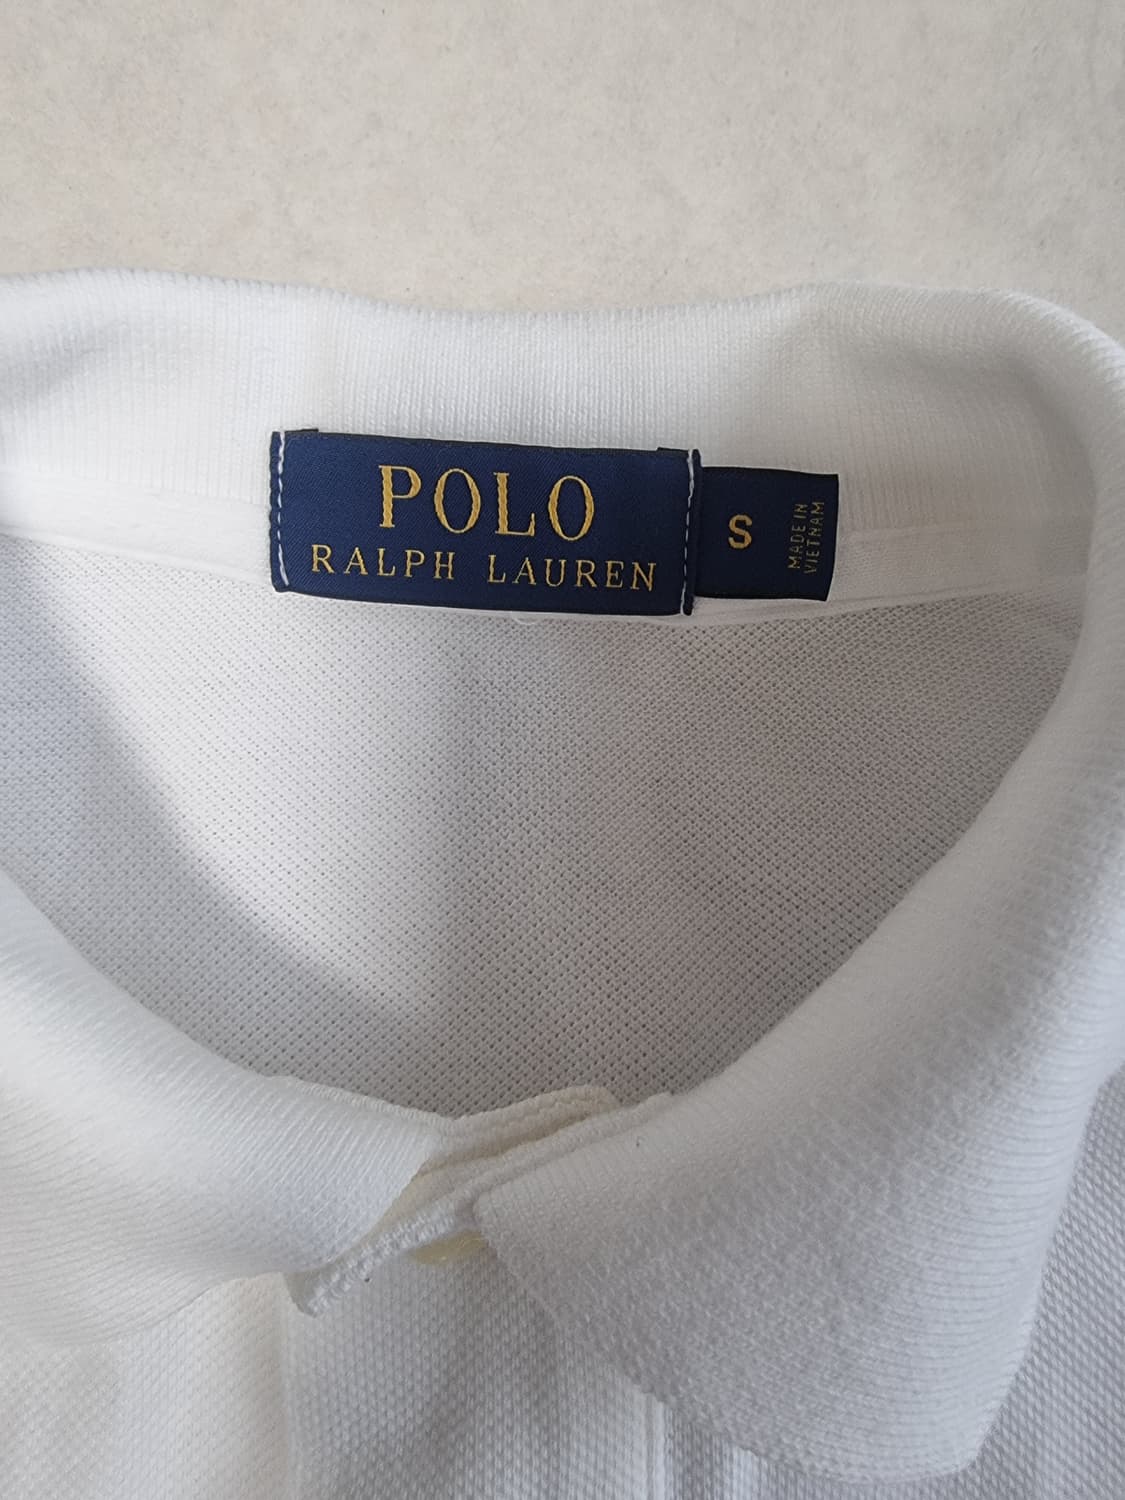 POLO
RALPH LAUREN
S
MADE IN
VIETNAM